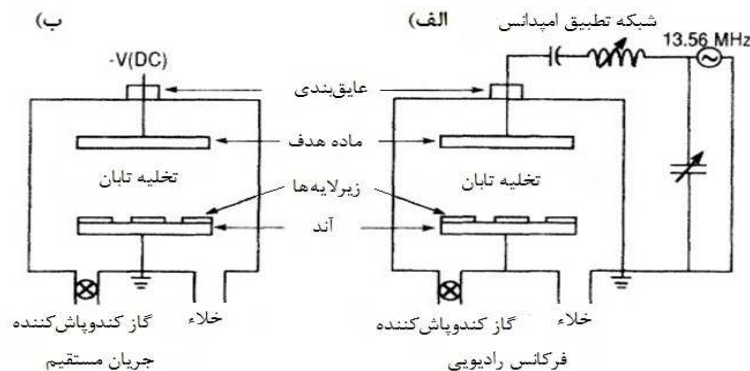 الف)
شبکه تطبیق امپدانس
13.56 MHz
ب)
-V(DC)
عایق‌بندی
ماده هدف
تخلیه تابان
تخلیه تابان
زیرلایه‌ها
آند
خلاء
گاز کندوپاش‌کننده
فرکانس رادیویی
خلاء
گاز کندوپاش‌کننده
جریان مستقیم